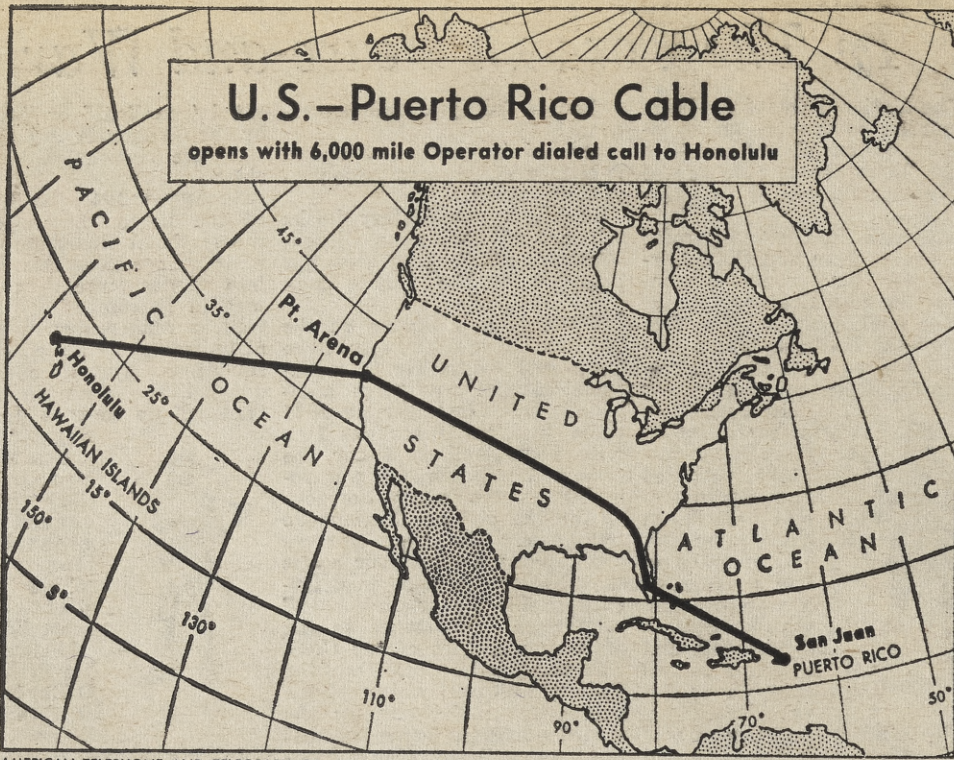 U.S.–Puerto Rico Cable
opens with 6,000 mile Operator dialed call to Honolulu
PACIFIC
OCEAN
45°
35°
25°
15°
5°
Pt. Arena
Honolulu
HAWAIIAN ISLANDS
UNITED
STATES
ATLANTIC
OCEAN
San Juan
PUERTO RICO
150°
130°
110°
90°
70°
50°